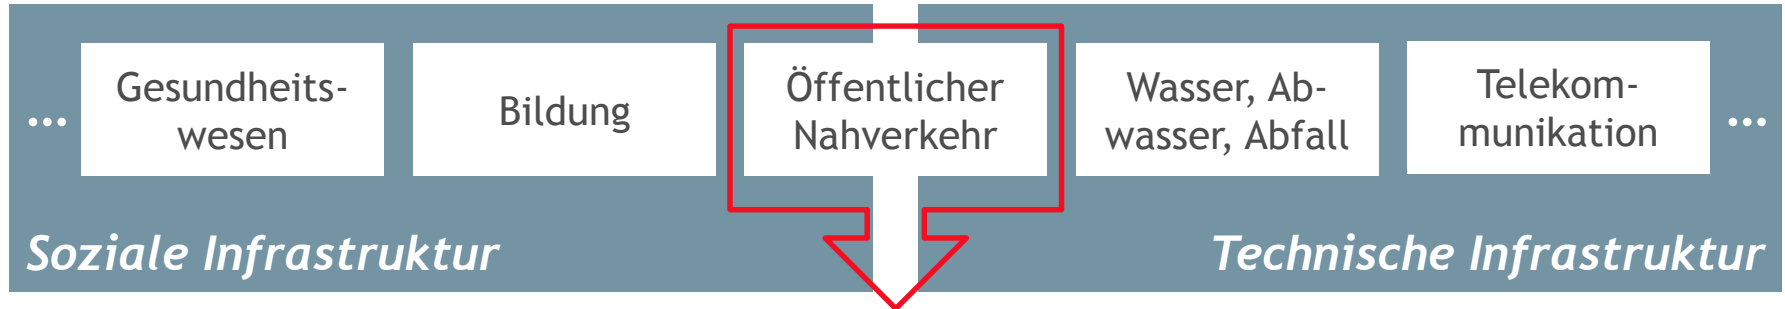 ...
Gesundheits-
wesen
Bildung
Öffentlicher
Nahverkehr
Wasser, Ab-
wasser, Abfall
Telekom-
munikation
...
Soziale Infrastruktur
Technische Infrastruktur